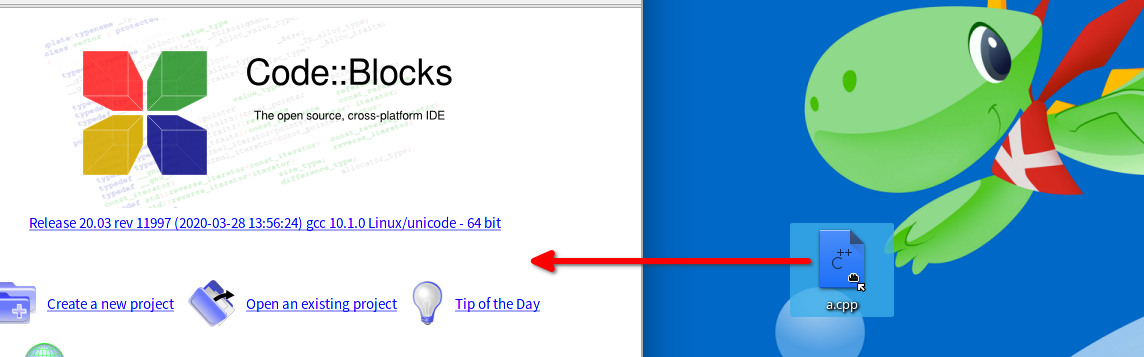 Code::Blocks
The open source, cross-platform IDE
Release 20.03 rev 11997 (2020-03-28 13:56:24) gcc 10.1.0 Linux/unicode - 64 bit
Create a new project
Open an existing project
Tip of the Day
C++
a.cpp